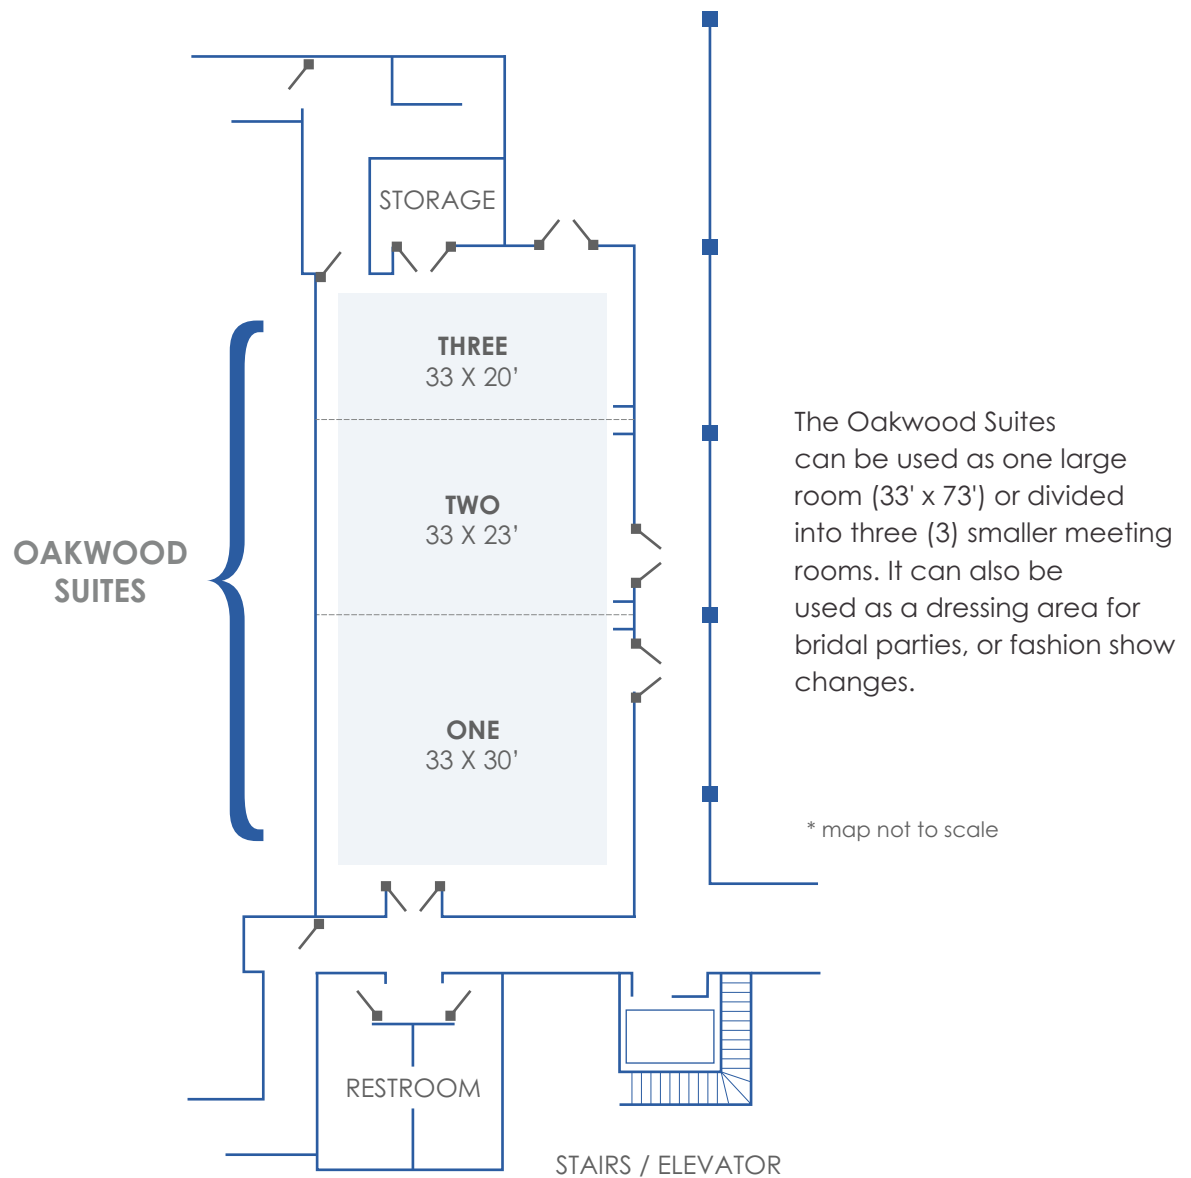 STORAGE
THREE
33 X 20’
TWO
33 X 23’
OAKWOOD
SUITES
ONE
33 X 30’
The Oakwood Suites
can be used as one large
room (33' x 73') or divided
into three (3) smaller meeting
rooms. It can also be
used as a dressing area for
bridal parties, or fashion show
changes.
* map not to scale
RESTROOM
STAIRS / ELEVATOR